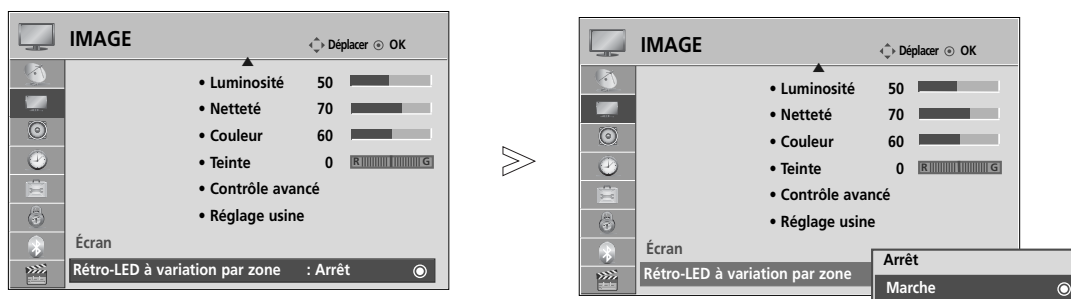 IMAGE
Déplacer OK
• Luminosité 50
• Netteté 70
• Couleur 60
• Teinte 0 R G
• Contrôle avancé
• Réglage usine
Écran
Rétro-LED à variation par zone : Arrêt
IMAGE
Déplacer OK
• Luminosité 50
• Netteté 70
• Couleur 60
• Teinte 0 R G
• Contrôle avancé
• Réglage usine
Écran
Rétro-LED à variation par zone
Arrêt
Marche